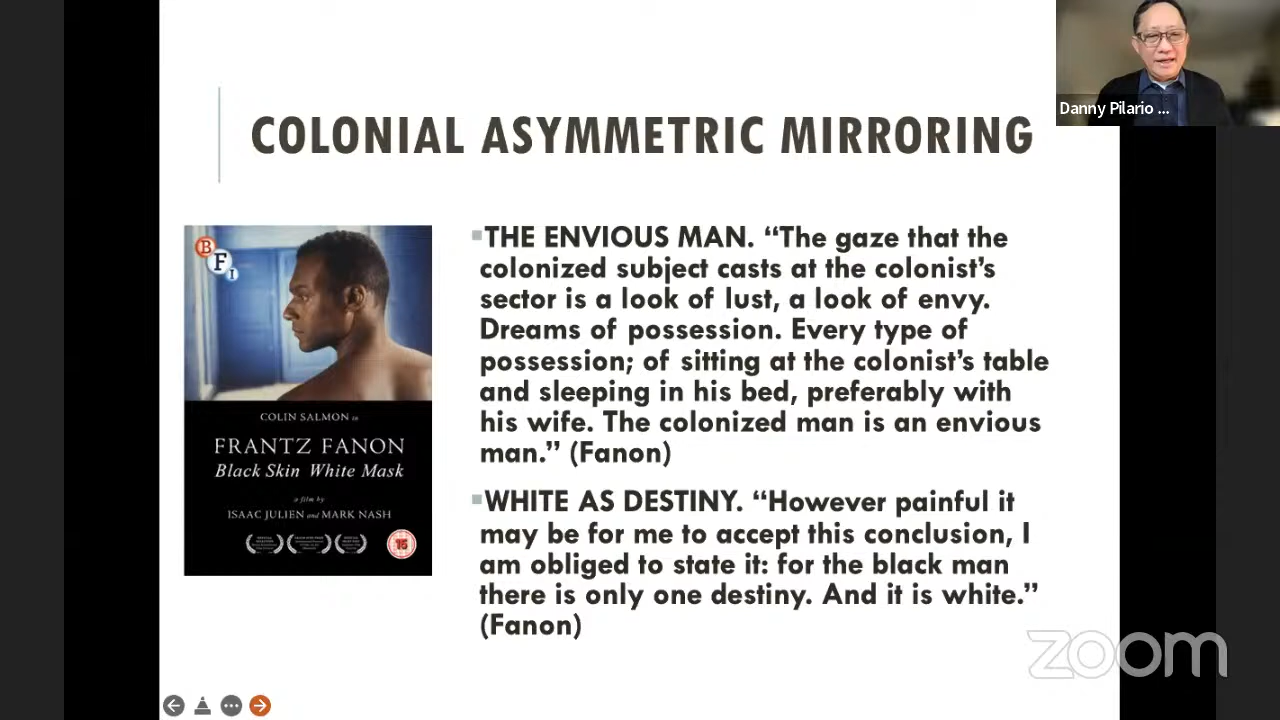 Danny Pilario ...
COLONIAL ASYMMETRIC MIRRORING
BFI
COLIN SALMON in
FRANTZ FANON
Black Skin White Mask
a film by
ISAAC JULIEN and MARK NASH
15
THE ENVIOUS MAN. “The gaze that the
colonized subject casts at the colonist’s
sector is a look of lust, a look of envy.
Dreams of possession. Every type of
possession; of sitting at the colonist’s table
and sleeping in his bed, preferably with
his wife. The colonized man is an envious
man.” (Fanon)
WHITE AS DESTINY. “However painful it
may be for me to accept this conclusion, I
am obliged to state it: for the black man
there is only one destiny. And it is white.”
(Fanon)
zoom